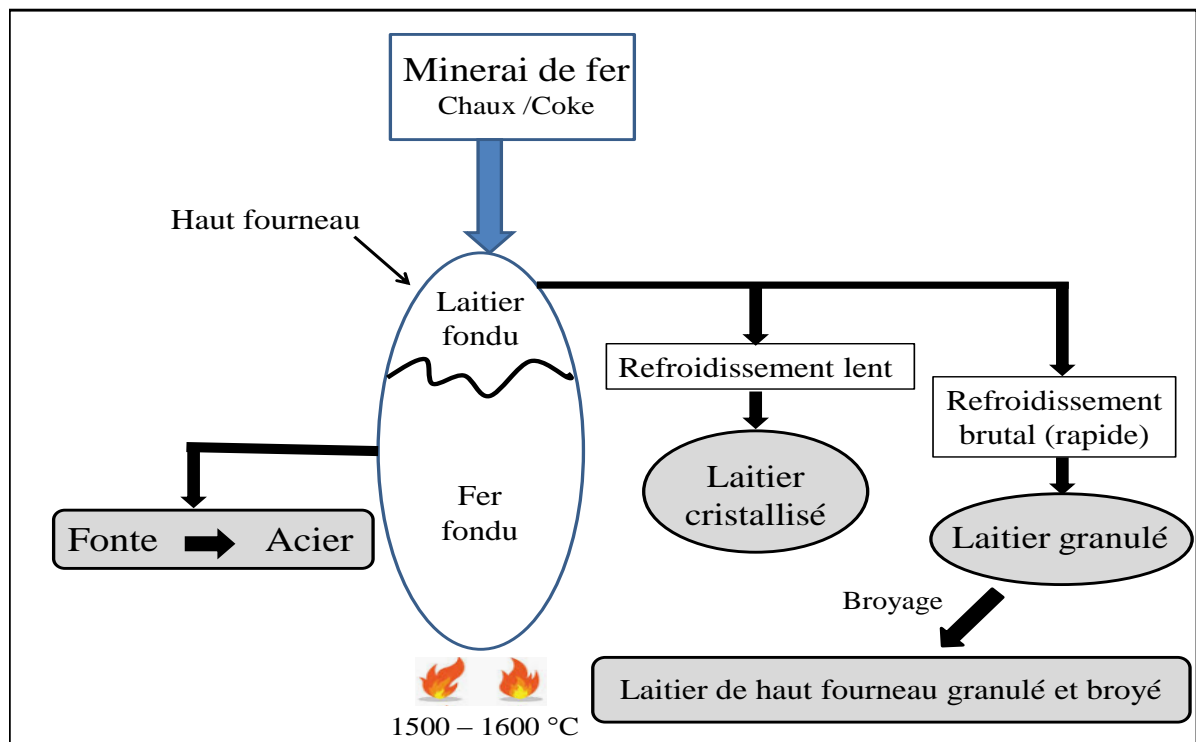 Minerai de fer
Chaux /Coke
Haut fourneau
Laitier
fondu
Refroidissement lent
Refroidissement
brutal (rapide)
Laitier
cristallisé
Fer
fondu
Fonte
Acier
Laitier granulé
Broyage
Laitier de haut fourneau granulé et broyé
1500 – 1600 °C